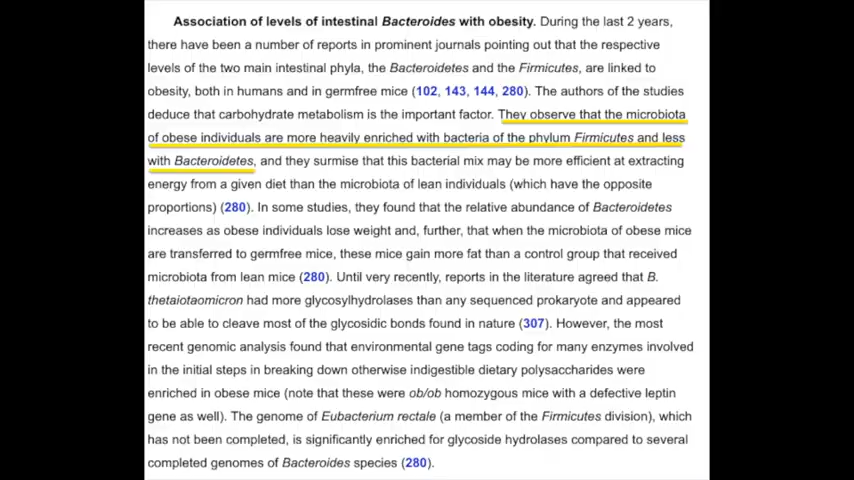 Association of levels of intestinal Bacteroides with obesity. During the last 2 years,
there have been a number of reports in prominent journals pointing out that the respective
levels of the two main intestinal phyla, the Bacteroidetes and the Firmicutes, are linked to
obesity, both in humans and in germfree mice (102, 143, 144, 280). The authors of the studies
deduce that carbohydrate metabolism is the important factor. They observe that the microbiota
of obese individuals are more heavily enriched with bacteria of the phylum Firmicutes and less
with Bacteroidetes, and they surmise that this bacterial mix may be more efficient at extracting
energy from a given diet than the microbiota of lean individuals (which have the opposite
proportions) (280). In some studies, they found that the relative abundance of Bacteroidetes
increases as obese individuals lose weight and, further, that when the microbiota of obese mice
are transferred to germfree mice, these mice gain more fat than a control group that received
microbiota from lean mice (280). Until very recently, reports in the literature agreed that B.
thetaiotaomicron had more glycosylhydrolases than any sequenced prokaryote and appeared
to be able to cleave most of the glycosidic bonds found in nature (307). However, the most
recent genomic analysis found that environmental gene tags coding for many enzymes involved
in the initial steps in breaking down otherwise indigestible dietary polysaccharides were
enriched in obese mice (note that these were ob/ob homozygous mice with a defective leptin
gene as well). The genome of Eubacterium rectale (a member of the Firmicutes division), which
has not been completed, is significantly enriched for glycoside hydrolases compared to several
completed genomes of Bacteroides species (280).